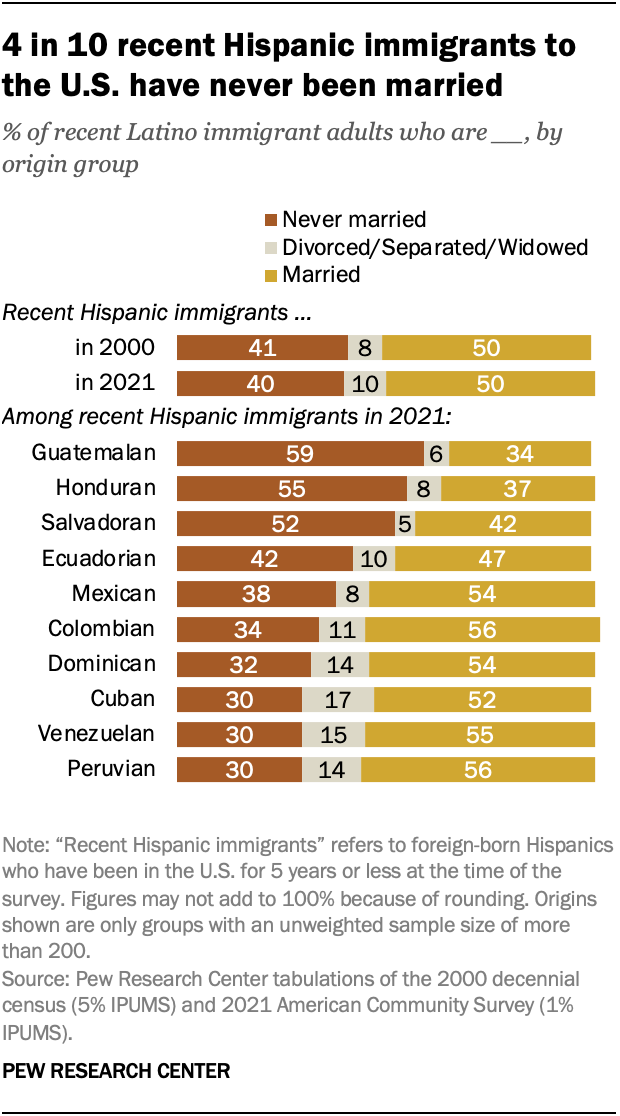 4 in 10 recent Hispanic immigrants to
the U.S. have never been married
% of recent Latino immigrant adults who are __, by
origin group
Never married
Divorced/Separated/Widowed
Married
Recent Hispanic immigrants ...
in 2000 41 8 50
in 2021 40 10 50
Among recent Hispanic immigrants in 2021:
Guatemalan 59 6 34
Honduran 55 8 37
Salvadoran 52 5 42
Ecuadorian 42 10 47
Mexican 38 8 54
Colombian 34 11 56
Dominican 32 14 54
Cuban 30 17 52
Venezuelan 30 15 55
Peruvian 30 14 56
Note: “Recent Hispanic immigrants” refers to foreign-born Hispanics
who have been in the U.S. for 5 years or less at the time of the
survey. Figures may not add to 100% because of rounding. Origins
shown are only groups with an unweighted sample size of more
than 200.
Source: Pew Research Center tabulations of the 2000 decennial
census (5% IPUMS) and 2021 American Community Survey (1%
IPUMS).
PEW RESEARCH CENTER